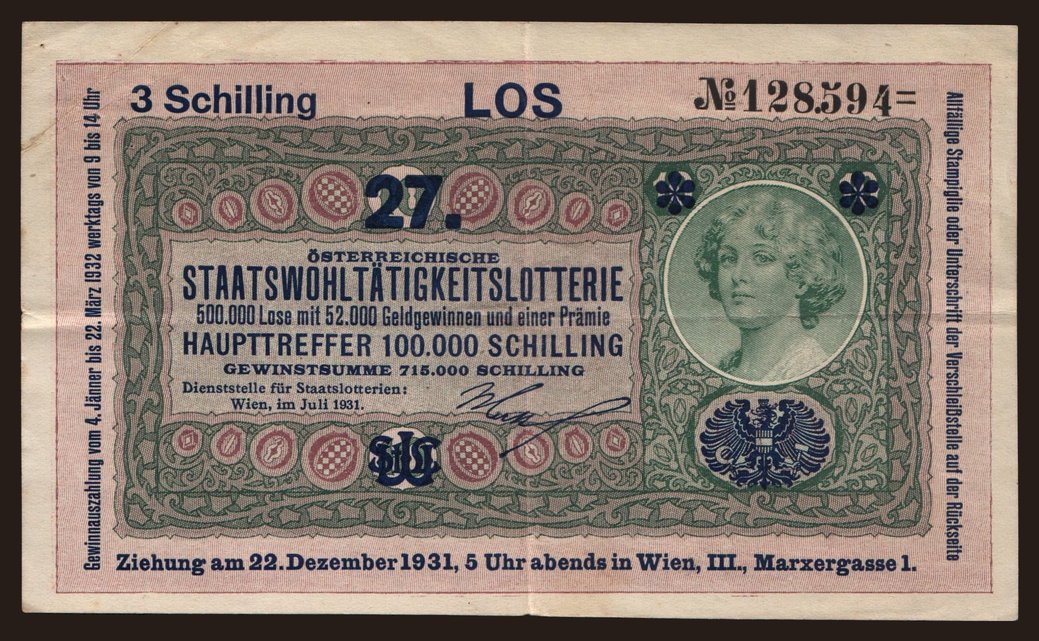 3 Schilling
LOS
№ 128.594=
27.
ÖSTERREICHISCHE
STAATSWOHLTÄTIGKEITSLOTTERIE
500.000 Lose mit 52.000 Geldgewinnen und einer Prämie
HAUPTTREFFER 100.000 SCHILLING
GEWINSTSUMME 715.000 SCHILLING
Dienststelle für Staatslotterien:
Wien, im Juli 1931.
Ziehung am 22. Dezember 1931, 5 Uhr abends in Wien, III., Marxergasse 1.
Gewinnauszahlung vom 4. Jänner bis 22. März 1932 werktags von 9 bis 14 Uhr
Allfällige Stampiglie oder Unterschrift der Verschleißstelle auf der Rückseite